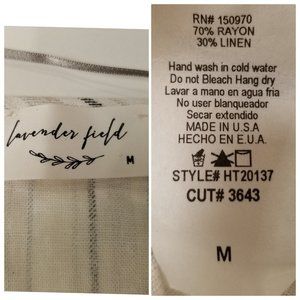 lavender field
M
RN# 150970
70% RAYON
30% LINEN
Hand wash in cold water
Do not Bleach Hang dry
Lavar a mano en agua fria
No user blanqueador
Secar extendido
MADE IN U.S.A
HECHO EN E.U.A.
STYLE# HT20137
CUT# 3643
M